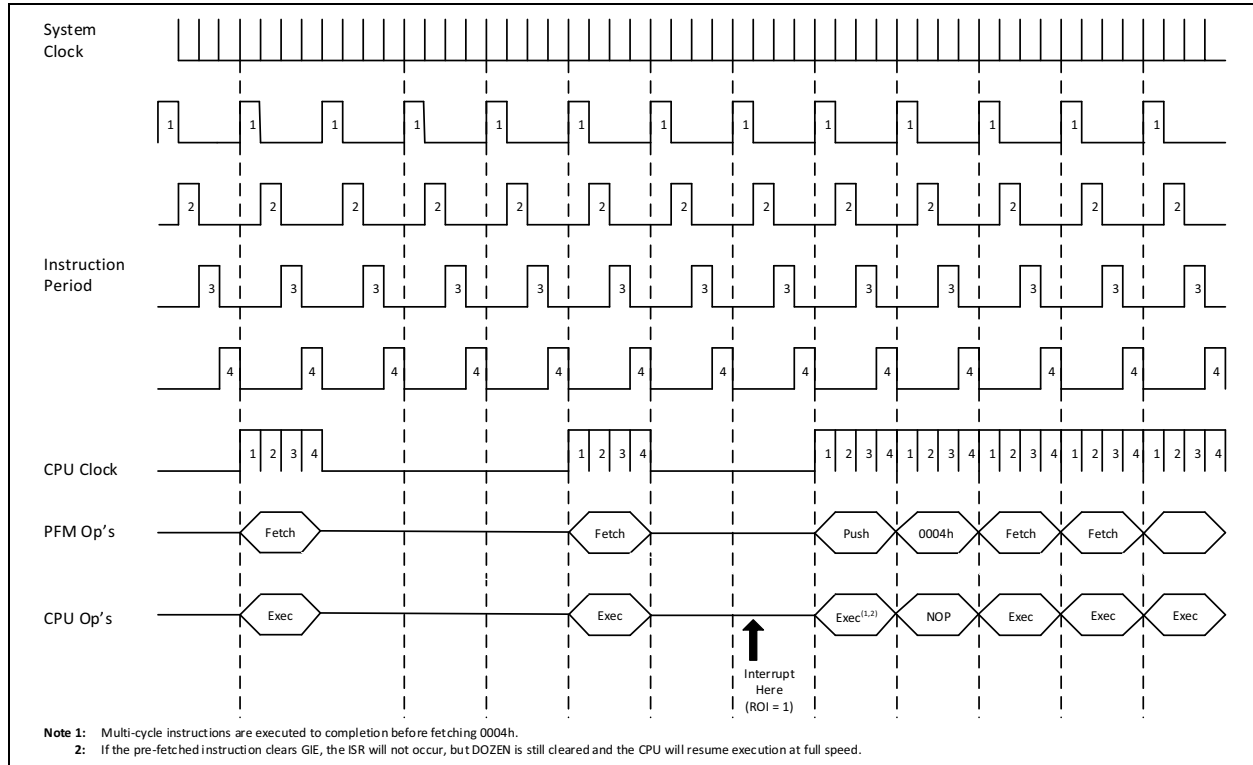 System
Clock
1 1 1 1 1 1 1 1 1 1 1 1 1
2 2 2 2 2 2 2 2 2 2 2 2 2
Instruction
Period
3 3 3 3 3 3 3 3 3 3 3 3 3
4 4 4 4 4 4 4 4 4 4 4 4 4
CPU Clock
1 2 3 4 1 2 3 4 1 2 3 4 1 2 3 4 1 2 3 4 1 2 3 4 1 2 3 4
PFM Op's
Fetch Fetch Push 0004h Fetch Fetch
CPU Op's
Exec Exec Exec(1,2) NOP Exec Exec Exec
Interrupt
Here
(ROI = 1)
Note 1: Multi-cycle instructions are executed to completion before fetching 0004h.
2: If the pre-fetched instruction clears GIE, the ISR will not occur, but DOZEN is still cleared and the CPU will resume execution at full speed.